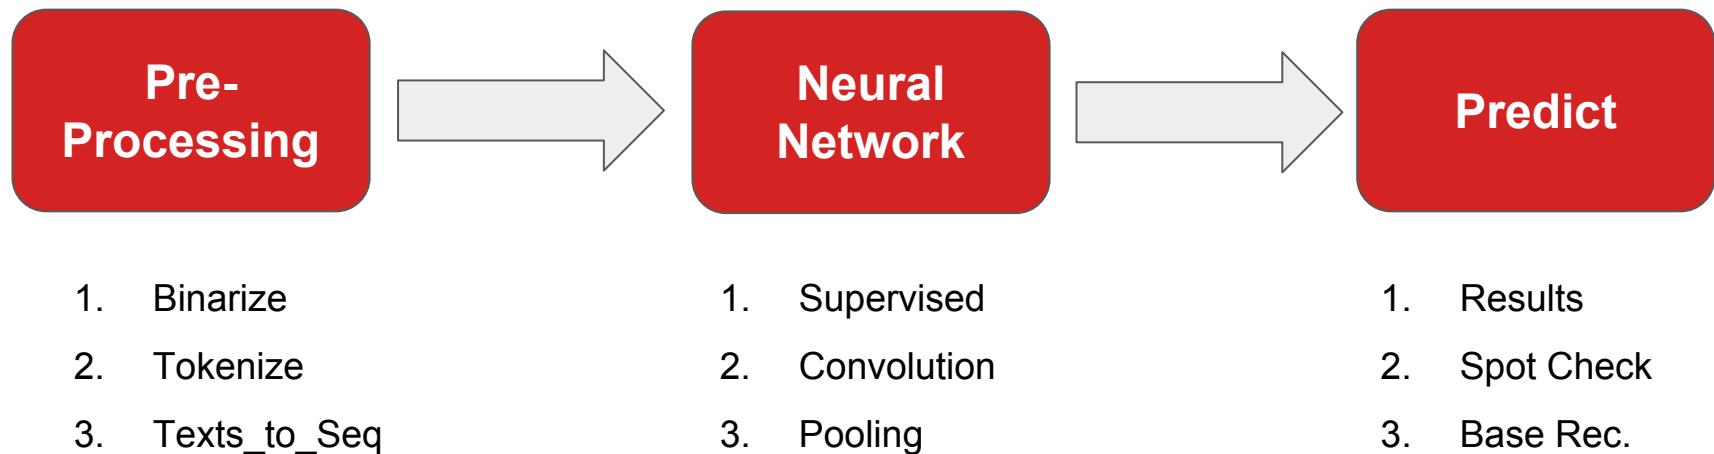 Pre-
Processing
Neural
Network
Predict
1. Binarize
2. Tokenize
3. Texts_to_Seq
1. Supervised
2. Convolution
3. Pooling
1. Results
2. Spot Check
3. Base Rec.